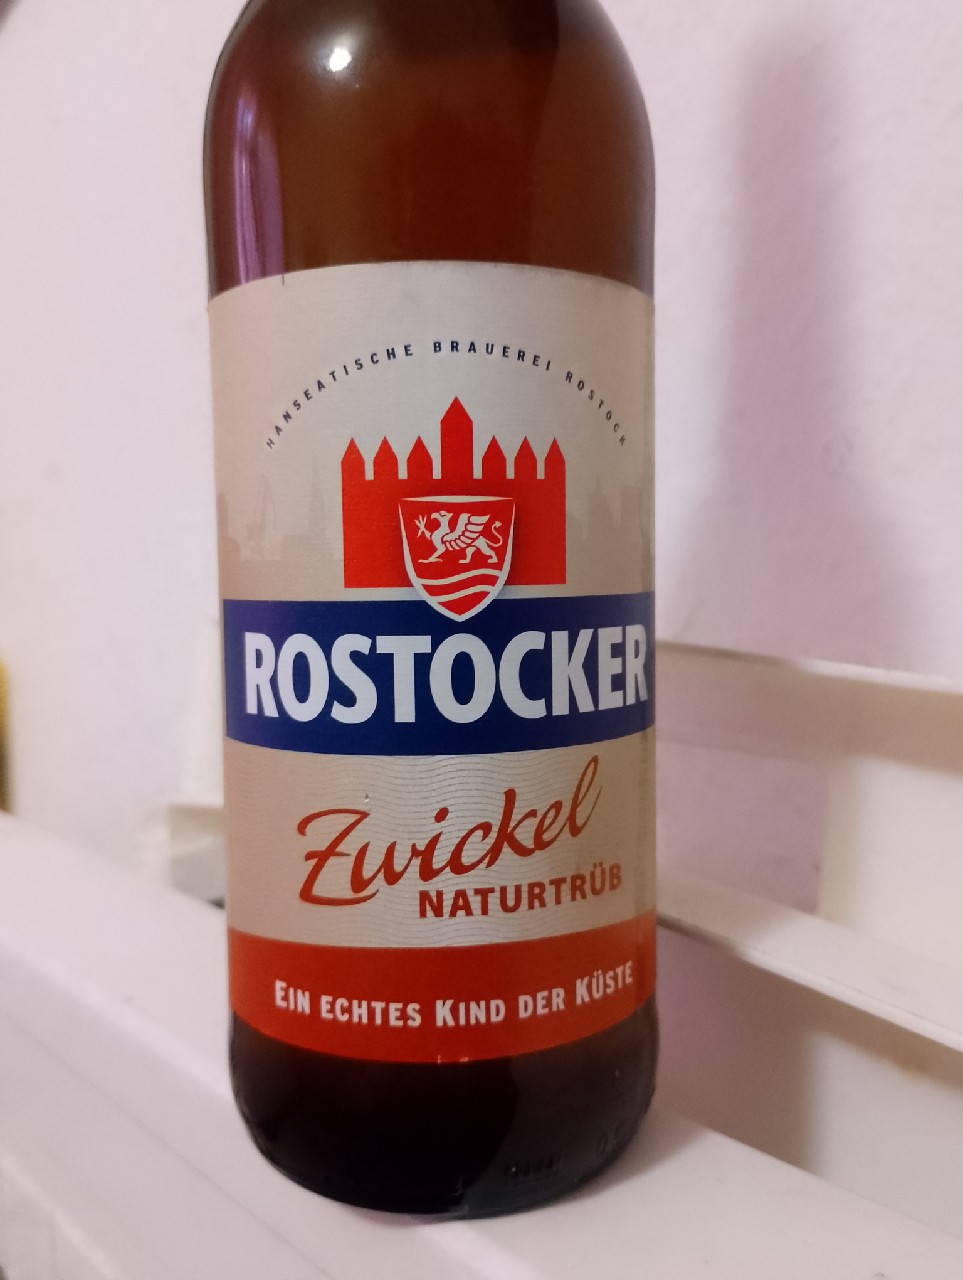 HANSEATISCHE BRAUEREI ROSTOCK
ROSTOCKER
Zwickel
NATURTRÜB
EIN ECHTES KIND DER KÜSTE